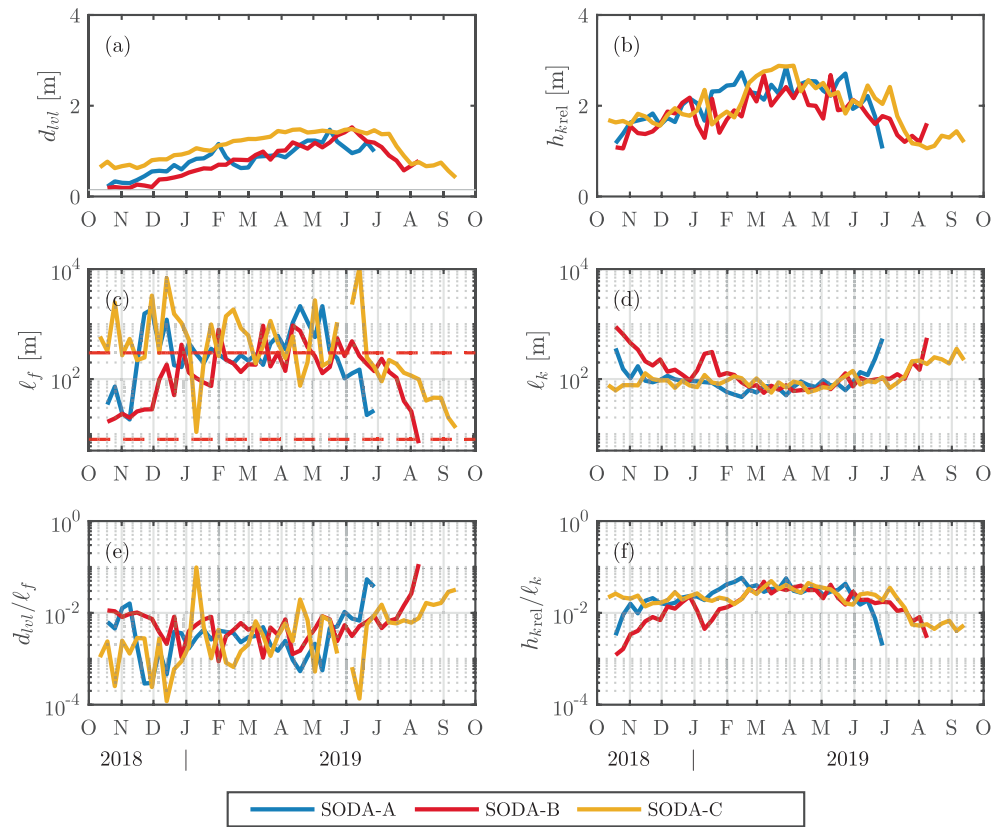 4
2
0
d_{lvl} [m]
(a)
O N D J F M A M J J A S O
4
2
0
h_{krel} [m]
(b)
O N D J F M A M J J A S O
10^4
10^2
ℓ_f [m]
(c)
O N D J F M A M J J A S O
10^4
10^2
ℓ_k [m]
(d)
O N D J F M A M J J A S O
10^0
10^{-2}
10^{-4}
d_{lvl}/ℓ_f
(e)
O N D J F M A M J J A S O
2018 | 2019
10^0
10^{-2}
10^{-4}
h_{krel}/ℓ_k
(f)
O N D J F M A M J J A S O
2018 | 2019
SODA-A SODA-B SODA-C